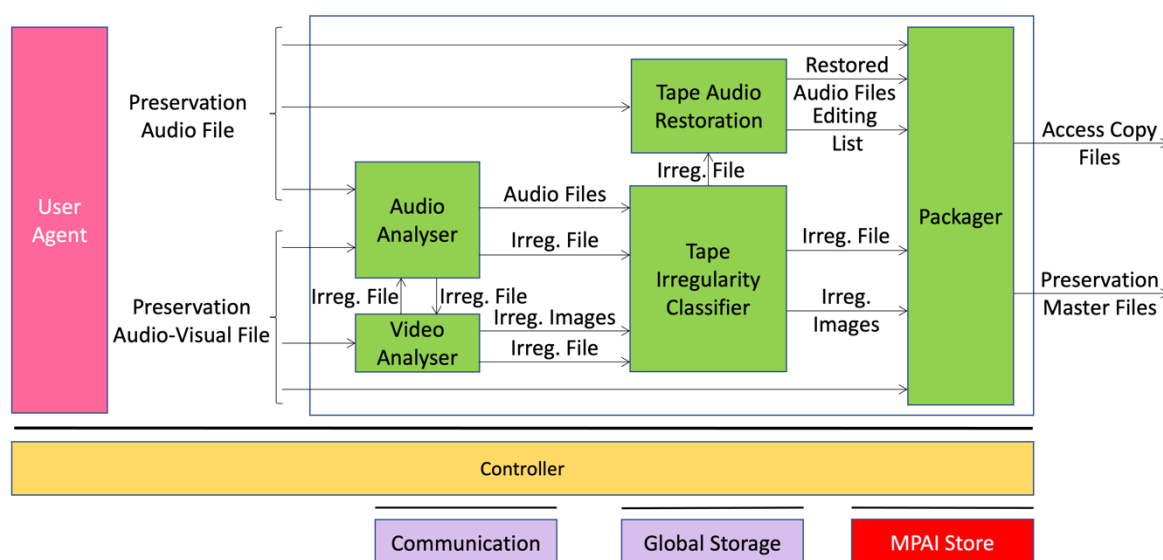 User
Agent
Preservation
Audio File
Preservation
Audio-Visual File
Audio
Analyser
Irreg. File
Irreg. File
Video
Analyser
Audio Files
Irreg. File
Irreg. Images
Irreg. File
Tape Audio
Restoration
Irreg. File
Tape
Irregularity
Classifier
Restored
Audio Files
Editing
List
Irreg. File
Irreg.
Images
Packager
Access Copy
Files
Preservation
Master Files
Controller
Communication
Global Storage
MPAI Store